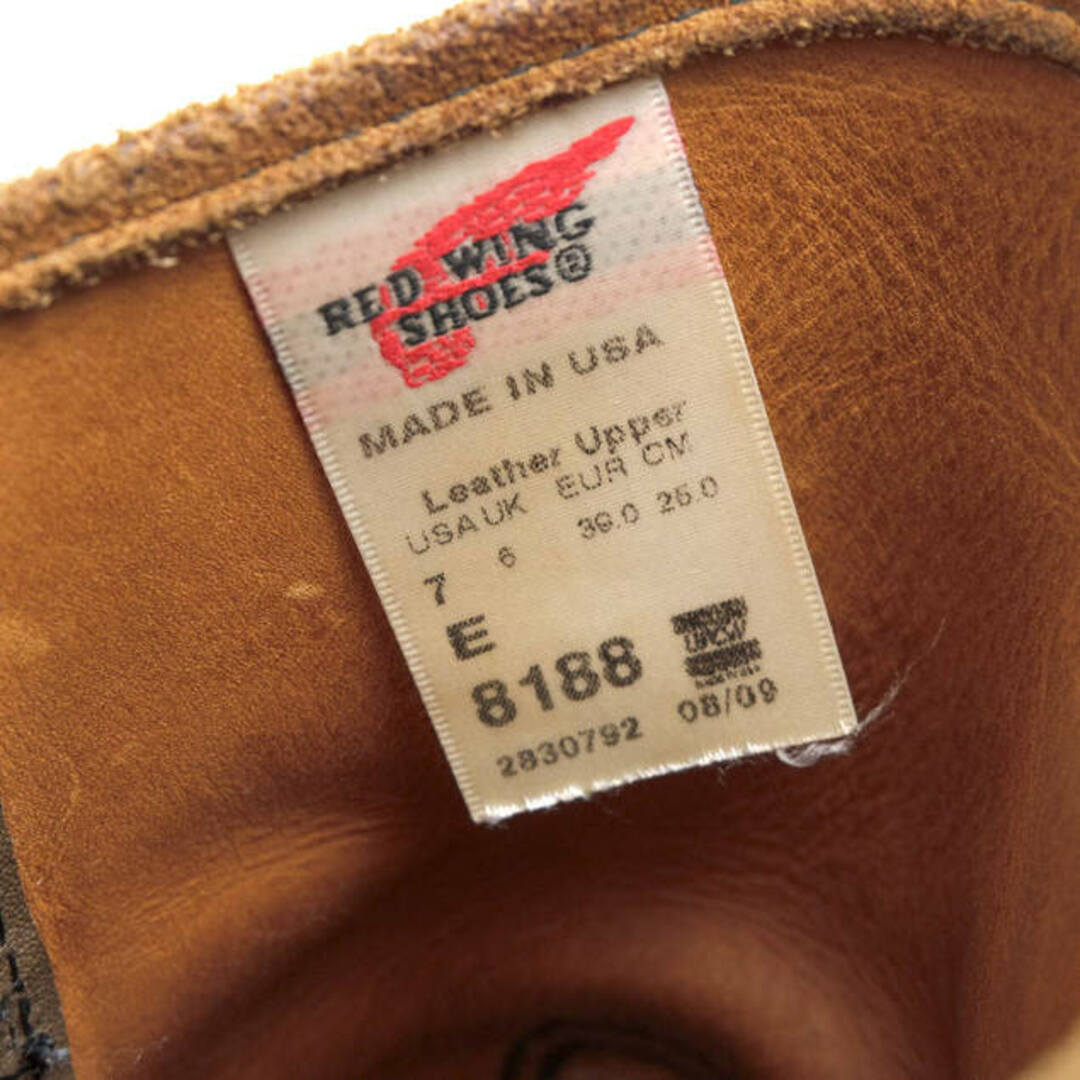 RED WING
SHOES®
MADE IN USA
Leather Upper
USA UK EUR CM
7 6 39.0 25.0
E
8188
2830792 08/09